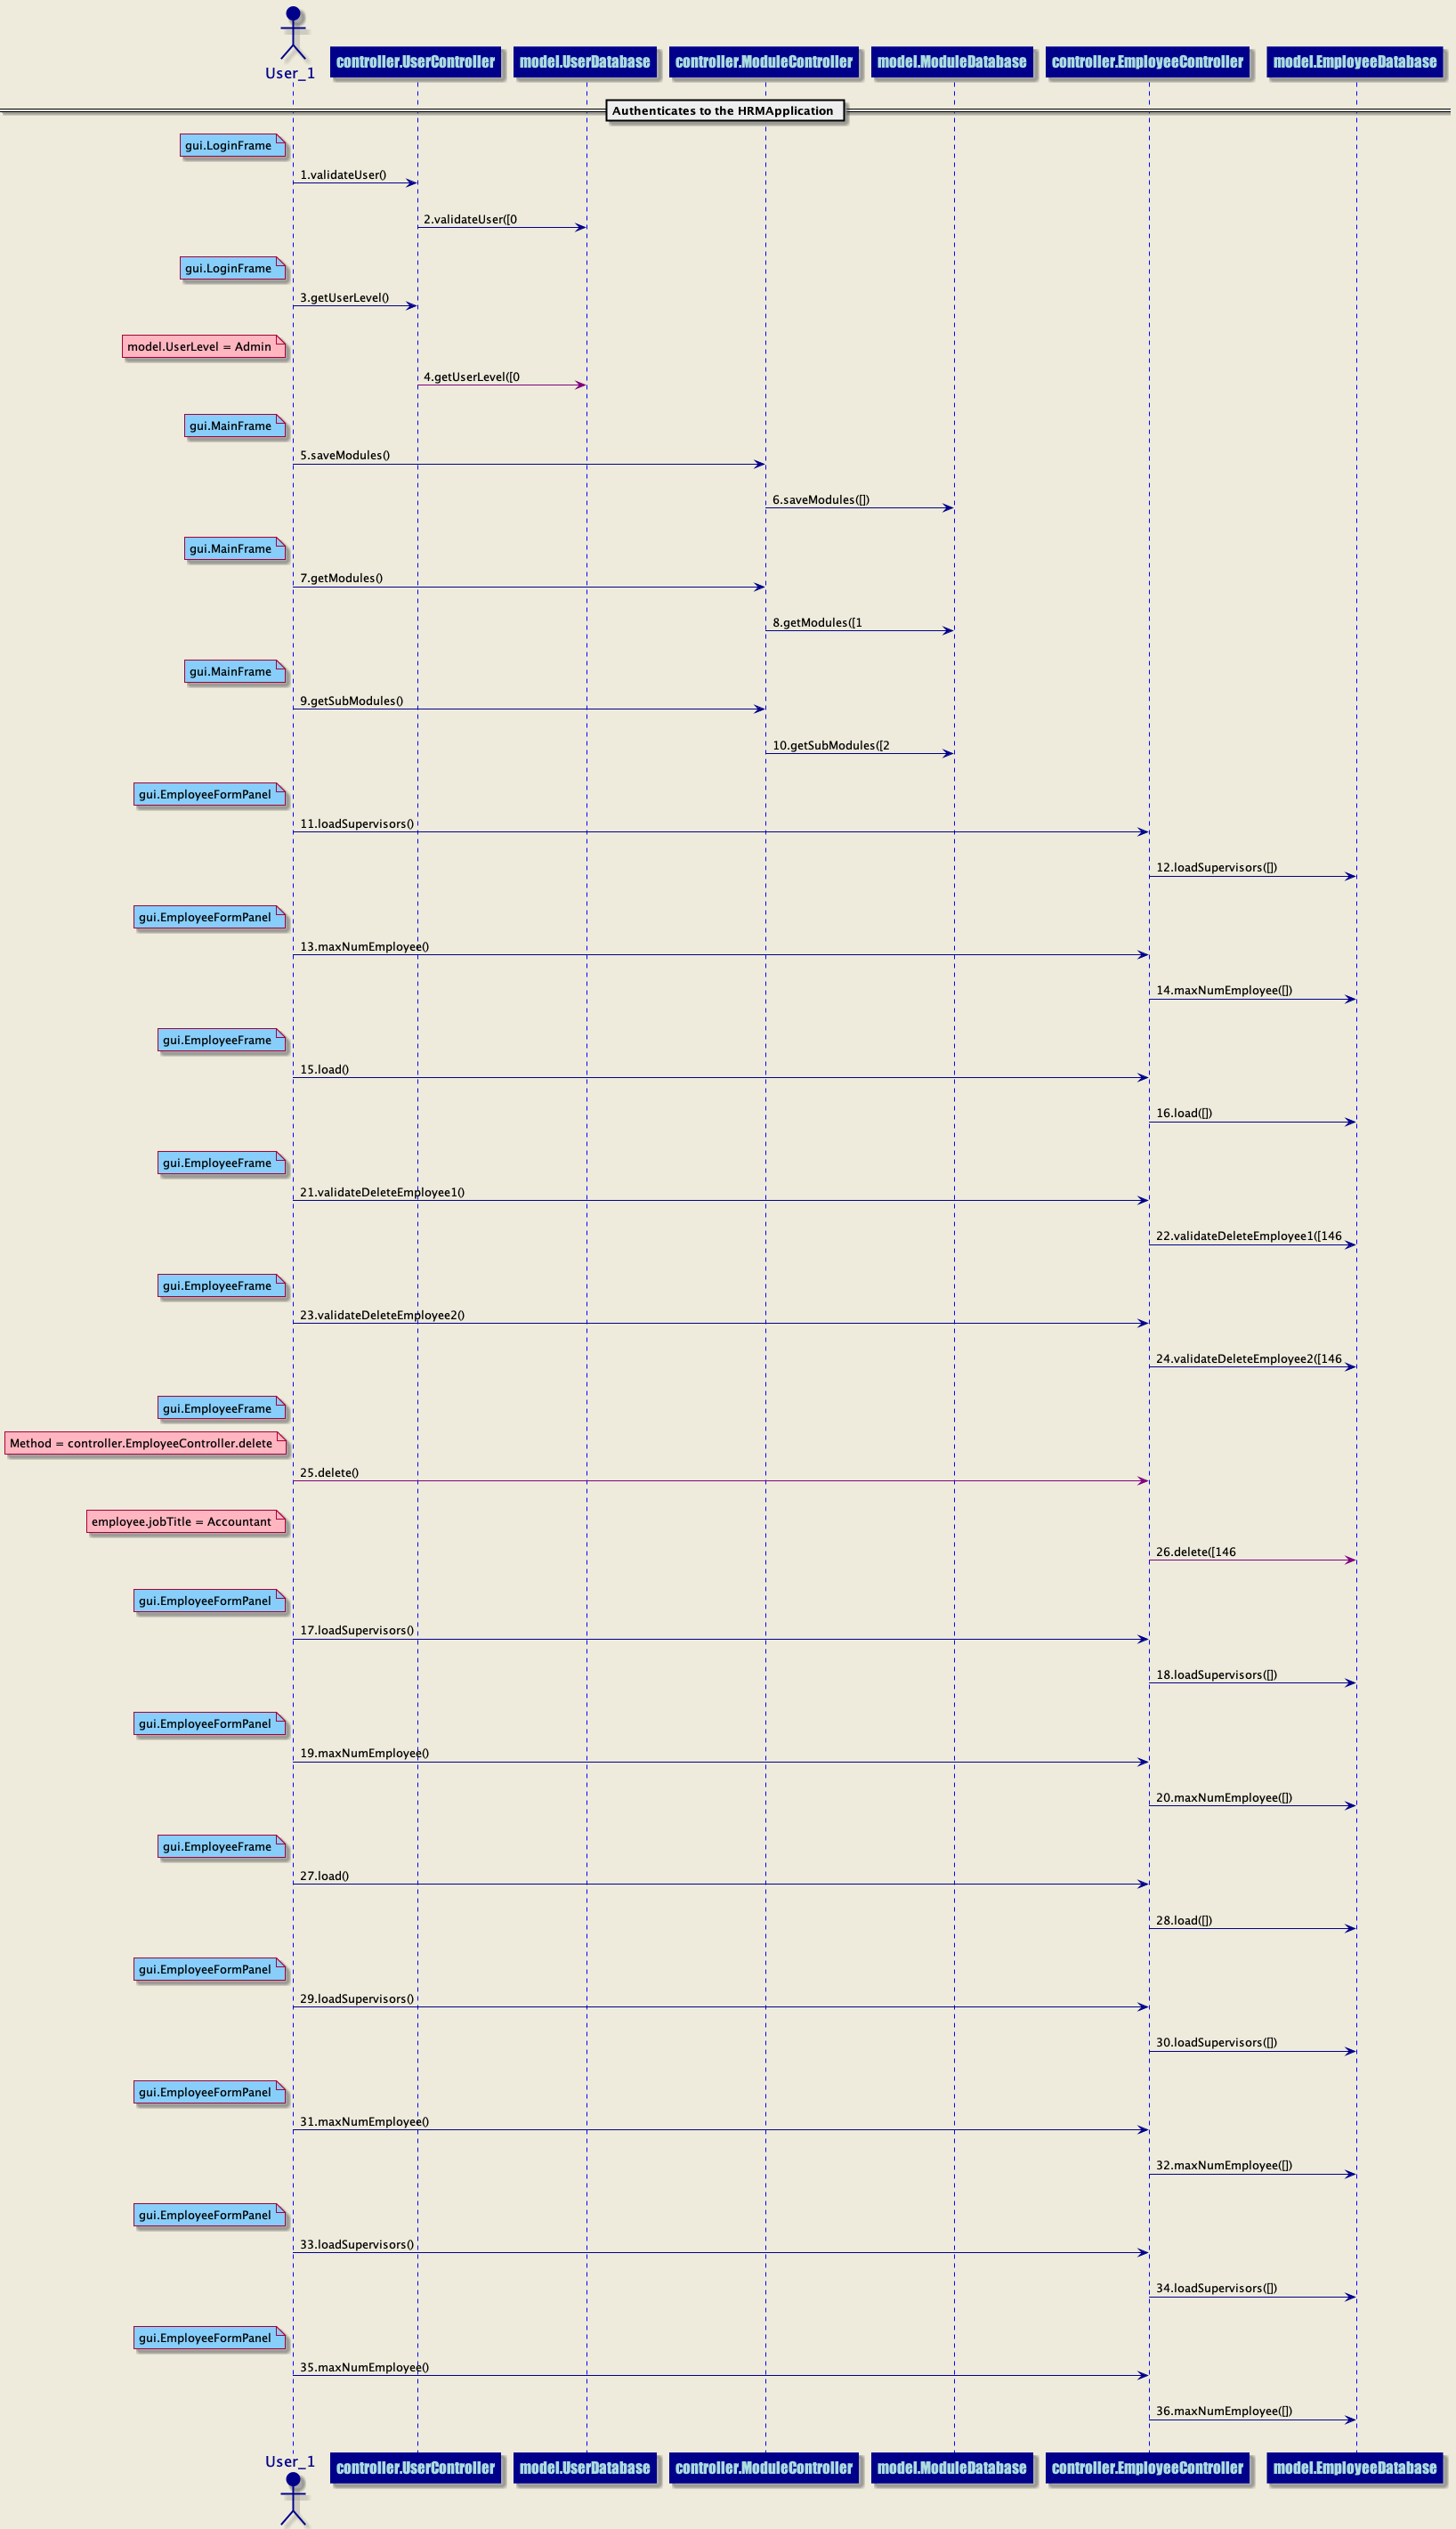 User_1
controller.UserController
model.UserDatabase
controller.ModuleController
model.ModuleDatabase
controller.EmployeeController
model.EmployeeDatabase
Authenticates to the HRMApplication
gui.LoginFrame
1.validateUser()
2.validateUser([0
gui.LoginFrame
3.getUserLevel()
model.UserLevel = Admin
4.getUserLevel([0
gui.MainFrame
5.saveModules()
6.saveModules([])
gui.MainFrame
7.getModules()
8.getModules([1
gui.MainFrame
9.getSubModules()
10.getSubModules([2
gui.EmployeeFormPanel
11.loadSupervisors()
12.loadSupervisors([])
gui.EmployeeFormPanel
13.maxNumEmployee()
14.maxNumEmployee([])
gui.EmployeeFrame
15.load()
16.load([])
gui.EmployeeFrame
21.validateDeleteEmployee1()
22.validateDeleteEmployee1([146
gui.EmployeeFrame
23.validateDeleteEmployee2()
24.validateDeleteEmployee2([146
gui.EmployeeFrame
Method = controller.EmployeeController.delete
25.delete()
employee.jobTitle = Accountant
26.delete([146
gui.EmployeeFormPanel
17.loadSupervisors()
18.loadSupervisors([])
gui.EmployeeFormPanel
19.maxNumEmployee()
20.maxNumEmployee([])
gui.EmployeeFrame
27.load()
28.load([])
gui.EmployeeFormPanel
29.loadSupervisors()
30.loadSupervisors([])
gui.EmployeeFormPanel
31.maxNumEmployee()
32.maxNumEmployee([])
gui.EmployeeFormPanel
33.loadSupervisors()
34.loadSupervisors([])
gui.EmployeeFormPanel
35.maxNumEmployee()
36.maxNumEmployee([])
User_1
controller.UserController
model.UserDatabase
controller.ModuleController
model.ModuleDatabase
controller.EmployeeController
model.EmployeeDatabase